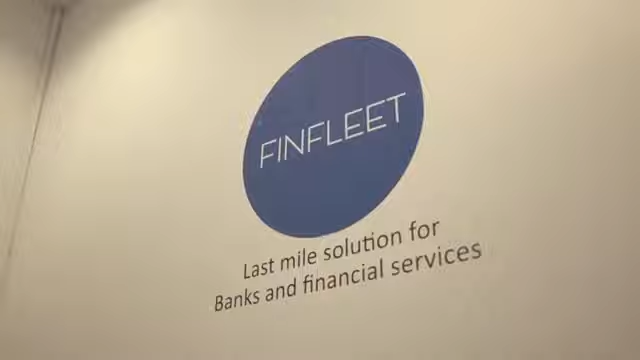 FINFLEET
Last mile solution for
Banks and financial services